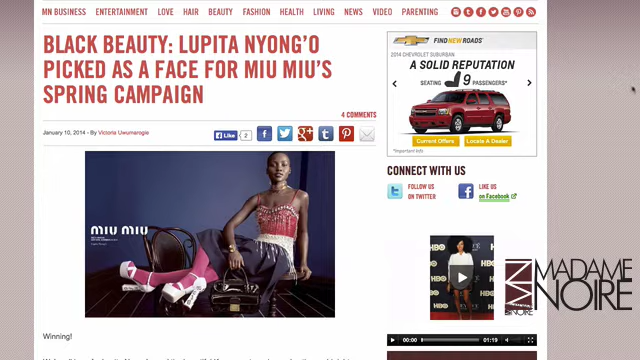 MN BUSINESS ENTERTAINMENT LOVE HAIR BEAUTY FASHION HEALTH LIVING NEWS VIDEO PARENTING
BLACK BEAUTY: LUPITA NYONG'O
PICKED AS A FACE FOR MIU MIU'S
SPRING CAMPAIGN
4 COMMENTS
January 10, 2014 - By Victoria Uwumarogie
Like 2
MIU MIU
Winning!
FIND NEW ROADS
2014 CHEVROLET SUBURBAN
A SOLID REPUTATION
SEATING 9 PASSENGERS*
Current Offers Locate A Dealer
*Important Info
CONNECT WITH US
FOLLOW US
ON TWITTER
LIKE US
on Facebook
HBO
00:00 01:19
MADAME
NOIRE